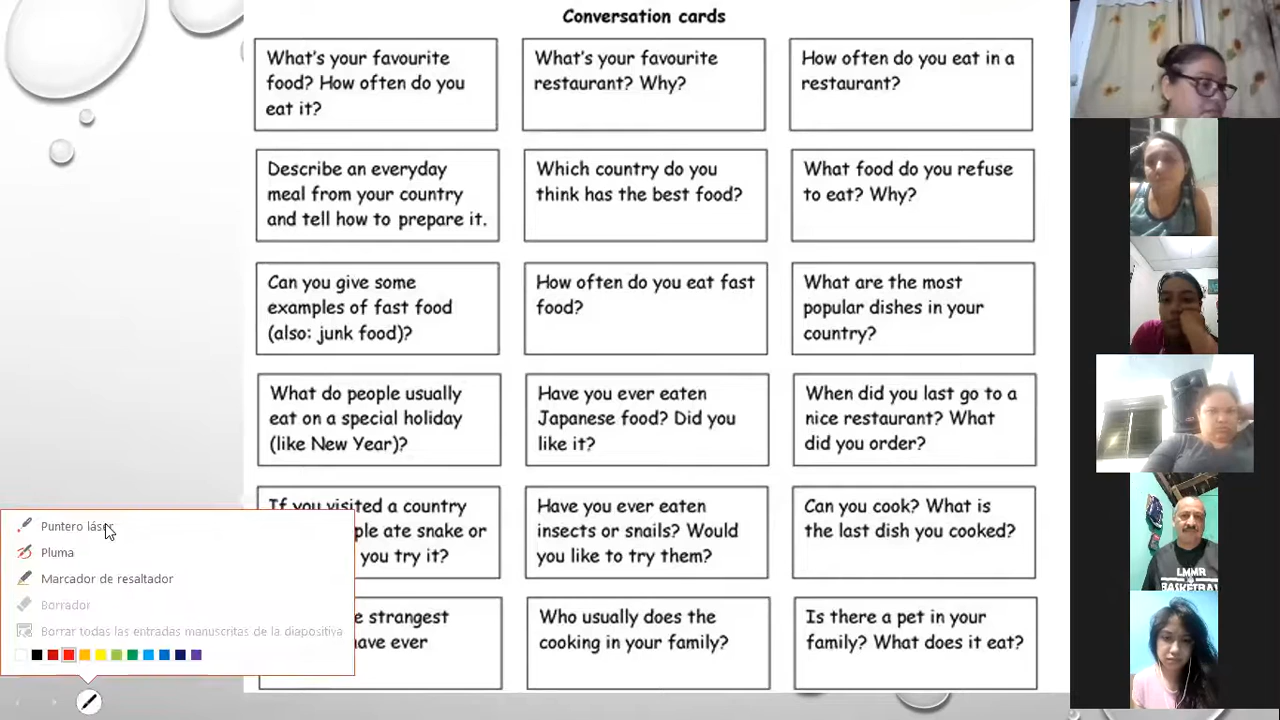 Conversation cards
What's your favourite
food? How often do you
eat it?
What's your favourite
restaurant? Why?
How often do you eat in a
restaurant?
Describe an everyday
meal from your country
and tell how to prepare it.
Which country do you
think has the best food?
What food do you refuse
to eat? Why?
Can you give some
examples of fast food
(also: junk food)?
How often do you eat fast
food?
What are the most
popular dishes in your
country?
What do people usually
eat on a special holiday
(like New Year)?
Have you ever eaten
Japanese food? Did you
like it?
When did you last go to a
nice restaurant? What
did you order?
If you visited a country
ate snake or
you try it?
Have you ever eaten
insects or snails? Would
you like to try them?
Can you cook? What is
the last dish you cooked?
strangest
have ever
Who usually does the
cooking in your family?
Is there a pet in your
family? What does it eat?
Puntero láser
Pluma
Marcador de resaltador
Borrador
Borrar todas las entradas manuscritas de la diapositiva
LMMR